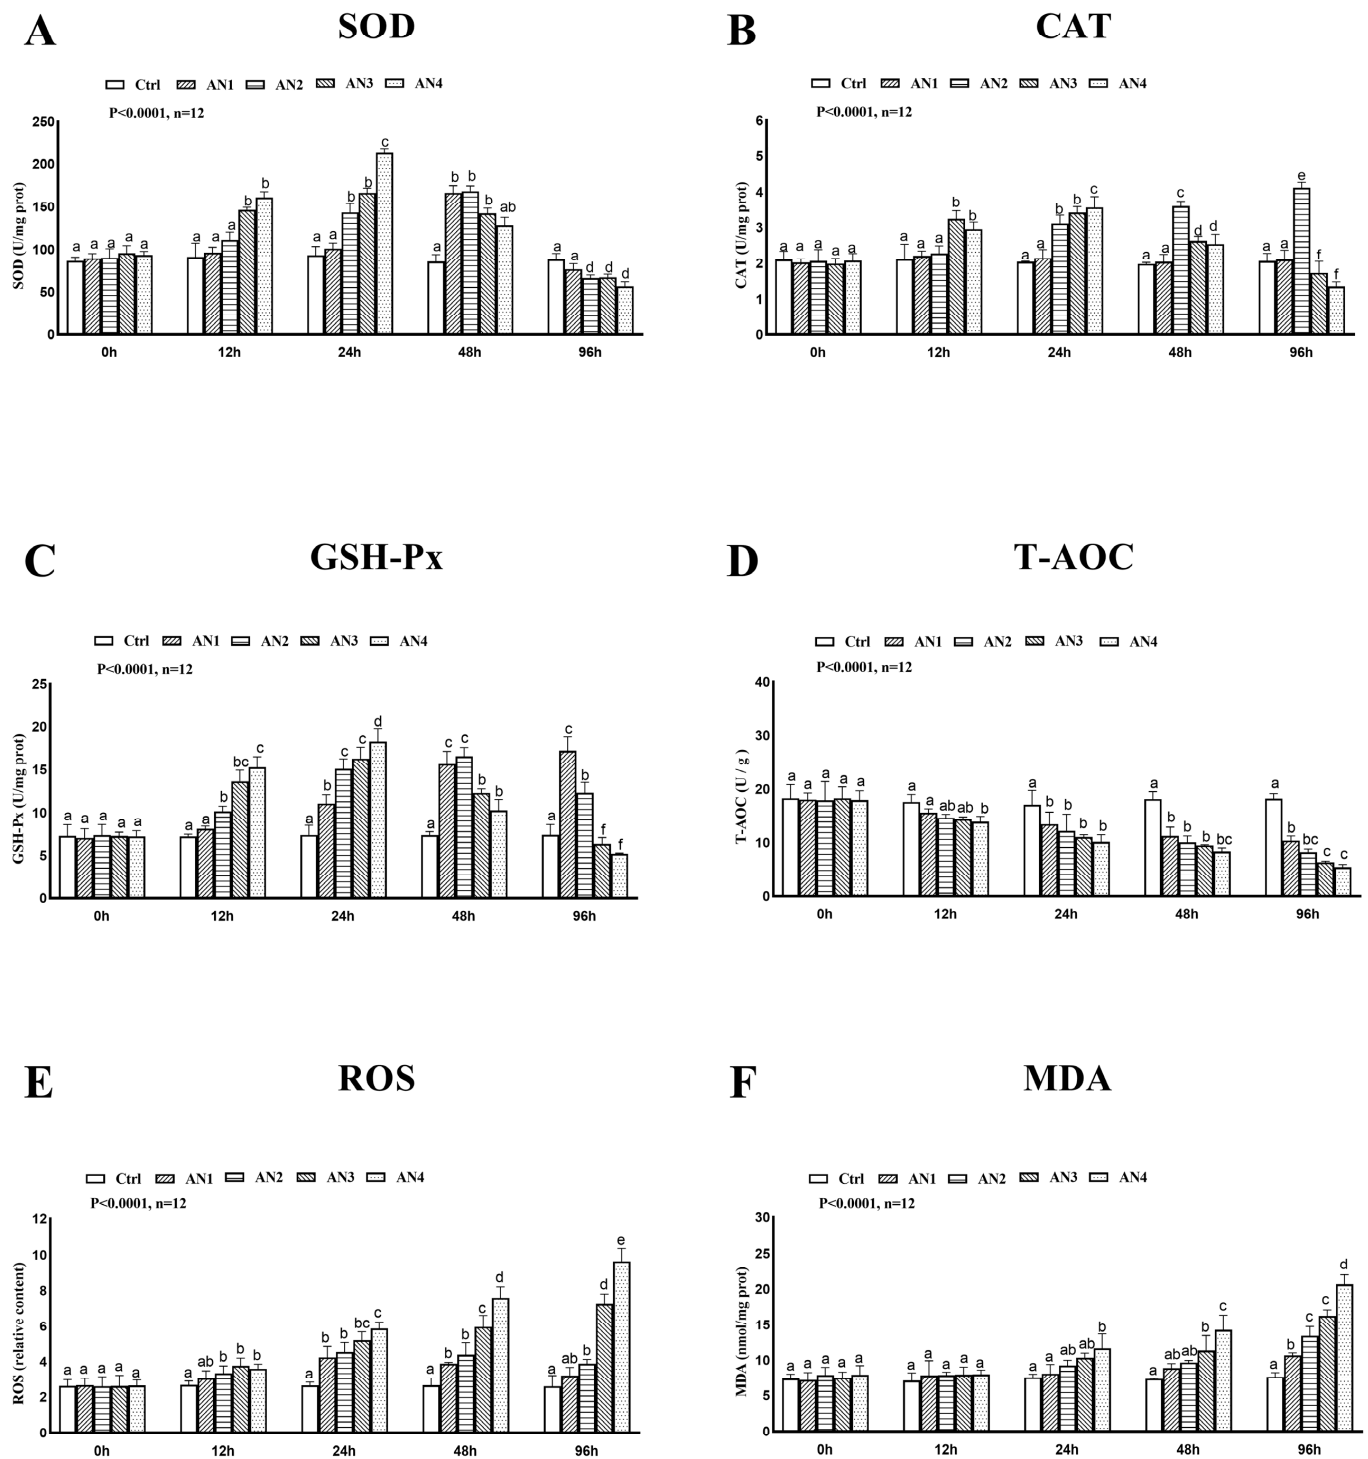 A SOD
Ctrl AN1 AN2 AN3 AN4
P<0.0001, n=12
SOD (U/mg prot)
250
200
150
100
50
0
a a a a a
a a a b b
a a b b c
a b b b ab
a a d d d
0h 12h 24h 48h 96h
B CAT
Ctrl AN1 AN2 AN3 AN4
P<0.0001, n=12
CAT (U/mg prot)
6
5
4
3
2
1
0
a a a a a
a a a b b
a a b b c
a a c d d
a a e f f
0h 12h 24h 48h 96h
C GSH-Px
Ctrl AN1 AN2 AN3 AN4
P<0.0001, n=12
GSH-Px (U/mg prot)
25
20
15
10
5
0
a a a a a
a a b bc c
a b c c d
a c c b b
a c b f f
0h 12h 24h 48h 96h
D T-AOC
Ctrl AN1 AN2 AN3 AN4
P<0.0001, n=12
T-AOC (U / g )
40
30
20
10
0
a a a a a
a a ab ab b
a b b b b
a b b b bc
a b bc c c
0h 12h 24h 48h 96h
E ROS
Ctrl AN1 AN2 AN3 AN4
P<0.0001, n=12
ROS (relative content)
12
10
8
6
4
2
0
a a a a a
a ab b b b
a b b bc c
a b b c d
a ab b d e
0h 12h 24h 48h 96h
F MDA
Ctrl AN1 AN2 AN3 AN4
P<0.0001, n=12
MDA (nmol/mg prot)
30
25
20
15
10
5
0
a a a a a
a a a a a
a a ab ab b
a ab ab b c
a b c c d
0h 12h 24h 48h 96h